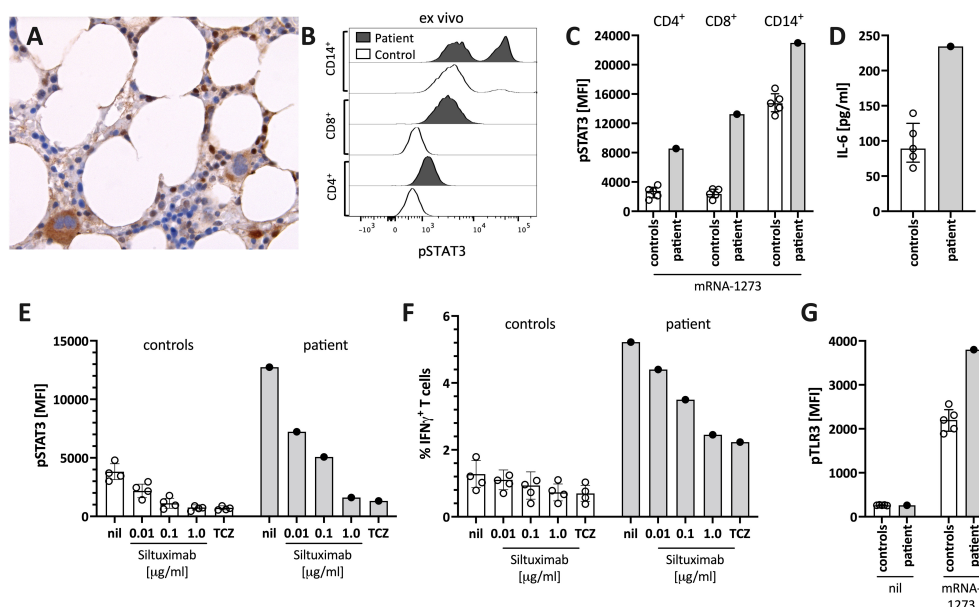 A
B
ex vivo
Patient
Control
CD14+
CD8+
CD4+
-10³ 0 10³ 10⁴ 10⁵
pSTAT3
C
CD4+ CD8+ CD14+
pSTAT3 [MFI]
24000
20000
16000
12000
8000
4000
0
controls patient controls patient controls patient
mRNA-1273
D
IL-6 [pg/ml]
250
200
150
100
50
0
controls patient
E
controls patient
pSTAT3 [MFI]
15000
10000
5000
0
nil 0.01 0.1 1.0 TCZ nil 0.01 0.1 1.0 TCZ
Siltuximab Siltuximab
[µg/ml] [µg/ml]
F
controls patient
% IFNγ+ T cells
6
4
2
0
nil 0.01 0.1 1.0 TCZ nil 0.01 0.1 1.0 TCZ
Siltuximab Siltuximab
[µg/ml] [µg/ml]
G
pTLR3 [MFI]
4000
3000
2000
1000
0
controls patient controls patient
nil mRNA-
1273